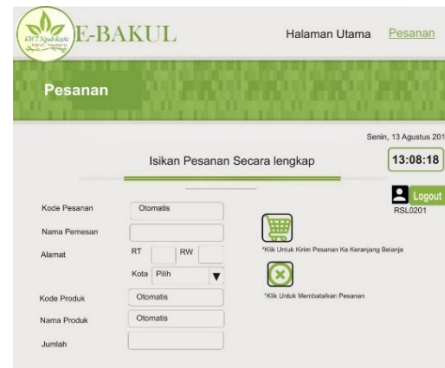 E-BAKUL
Halaman Utama
Pesanan
Pesanan
Senin, 13 Agustus 201
Isikan Pesanan Secara lengkap
13:08:18
Logout
RSL0201
Kode Pesanan
Otomatis
Nama Pemesan
Alamat
RT
RW
Kota
Pilih
Kode Produk
Otomatis
Nama Produk
Otomatis
Jumlah
*Klik Untuk Kirim Pesanan Ke Keranjang Belanja
*Klik Untuk Membatalkan Pesanan